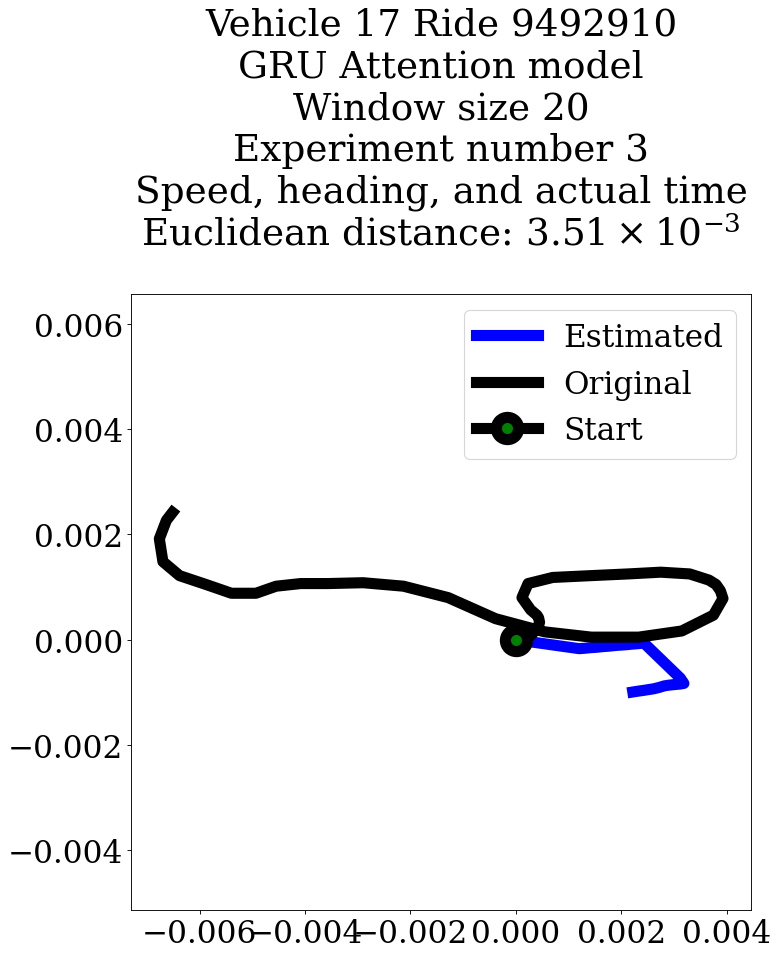 Vehicle 17 Ride 9492910
GRU Attention model
Window size 20
Experiment number 3
Speed, heading, and actual time
Euclidean distance: 3.51 × 10⁻³
Estimated
Original
Start
0.006
0.004
0.002
0.000
−0.002
−0.004
−0.006 −0.004 −0.002 0.000 0.002 0.004